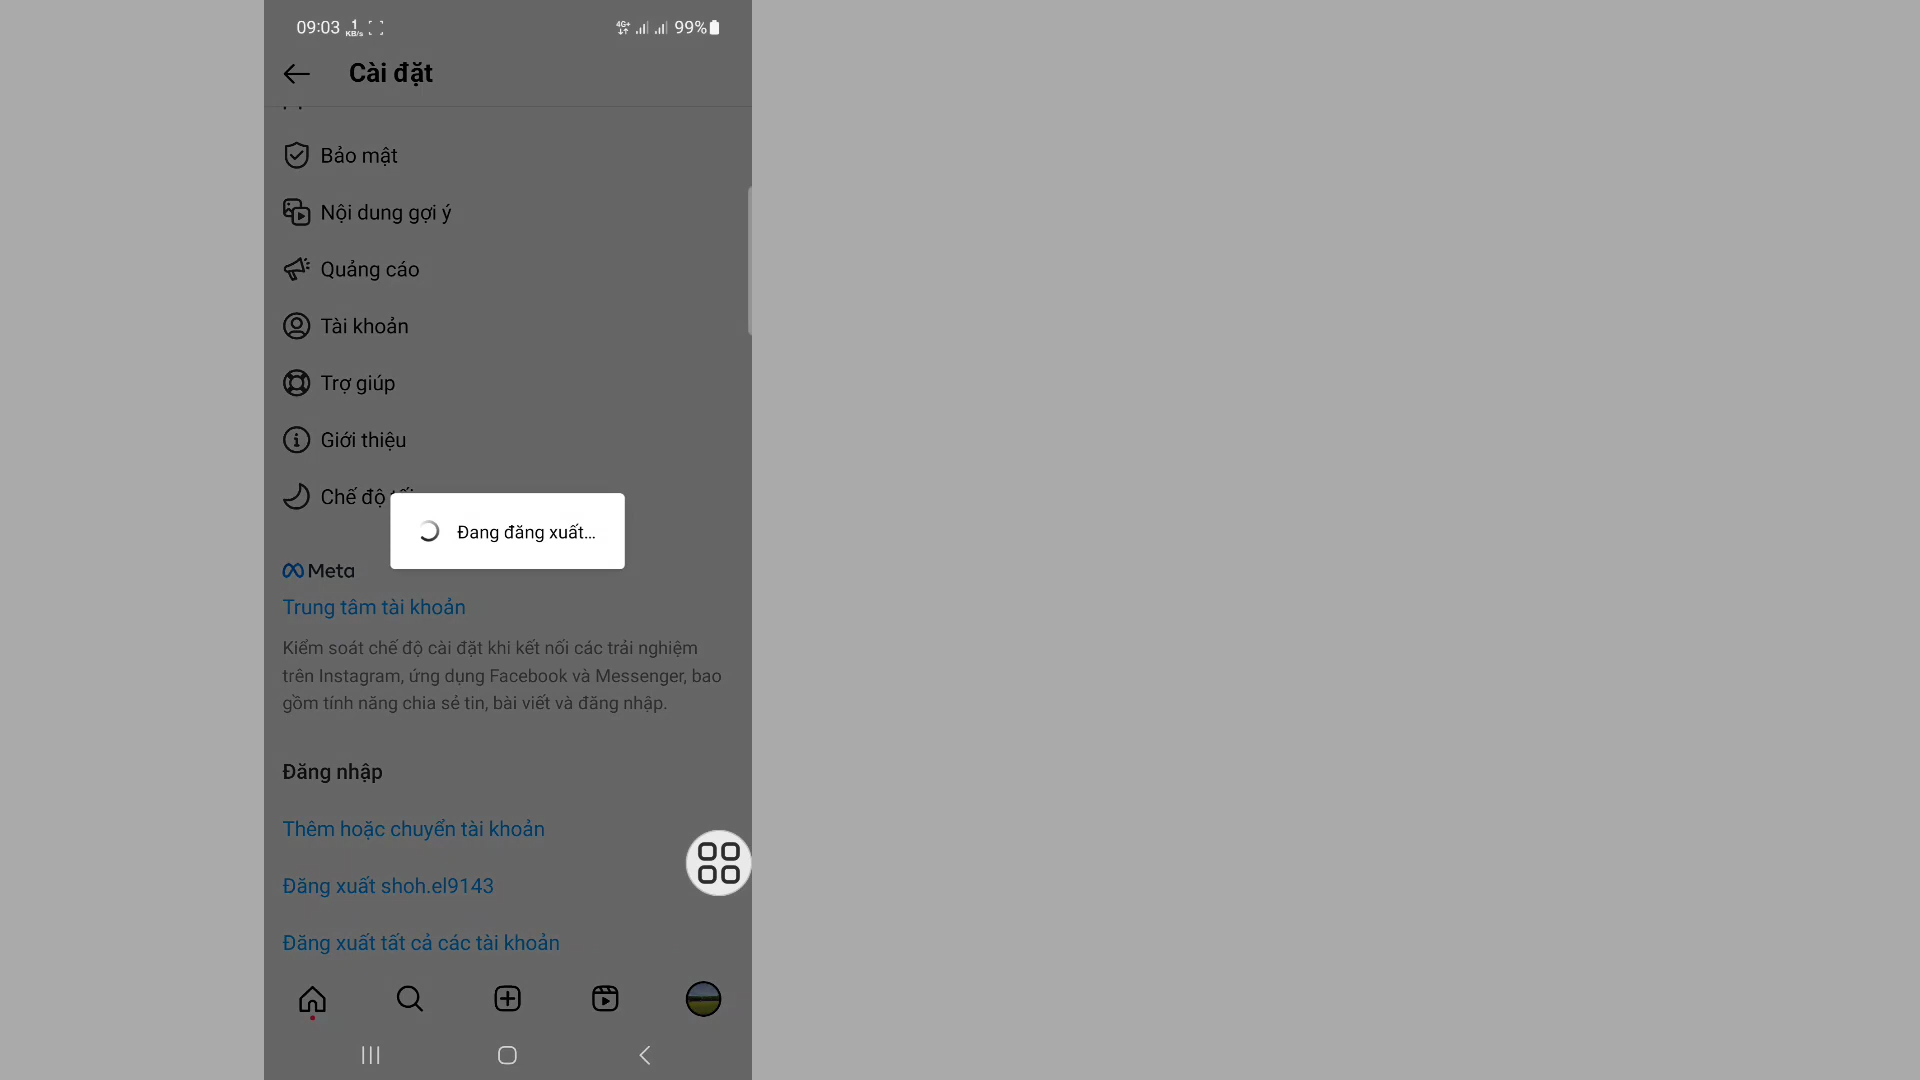 09:03 1 KB/s 4G+ 99%
Cài đặt
Bảo mật
Nội dung gợi ý
Quảng cáo
Tài khoản
Trợ giúp
Giới thiệu
Chế độ tối
Đang đăng xuất...
Meta
Trung tâm tài khoản
Kiểm soát chế độ cài đặt khi kết nối các trải nghiệm
trên Instagram, ứng dụng Facebook và Messenger, bao
gồm tính năng chia sẻ tin, bài viết và đăng nhập.
Đăng nhập
Thêm hoặc chuyển tài khoản
Đăng xuất shoh.el9143
Đăng xuất tất cả các tài khoản